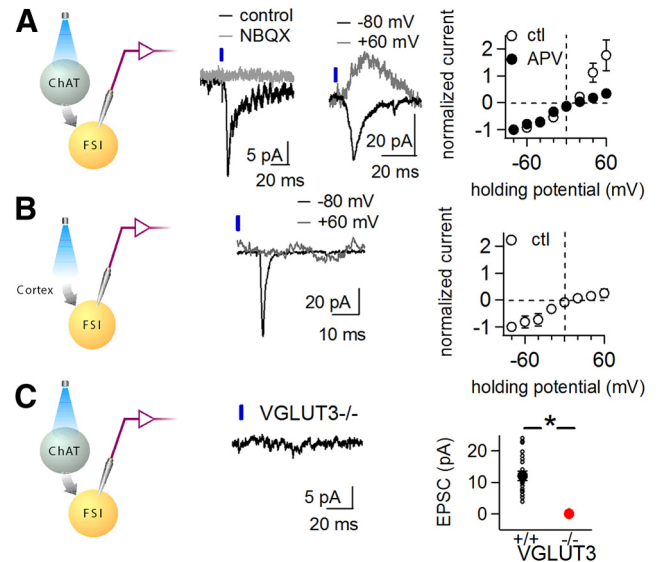 A
ChAT
FSI
control
NBQX
5 pA
20 ms
-80 mV
+60 mV
20 pA
20 ms
normalized current
2
1
0
-1
ctl
APV
-60
60
holding potential (mV)
B
Cortex
FSI
-80 mV
+60 mV
20 pA
10 ms
normalized current
2
1
0
-1
ctl
-60
60
holding potential (mV)
C
ChAT
FSI
VGLUT3-/-
5 pA
20 ms
EPSC (pA)
20
10
0
*
+/+
-/-
VGLUT3